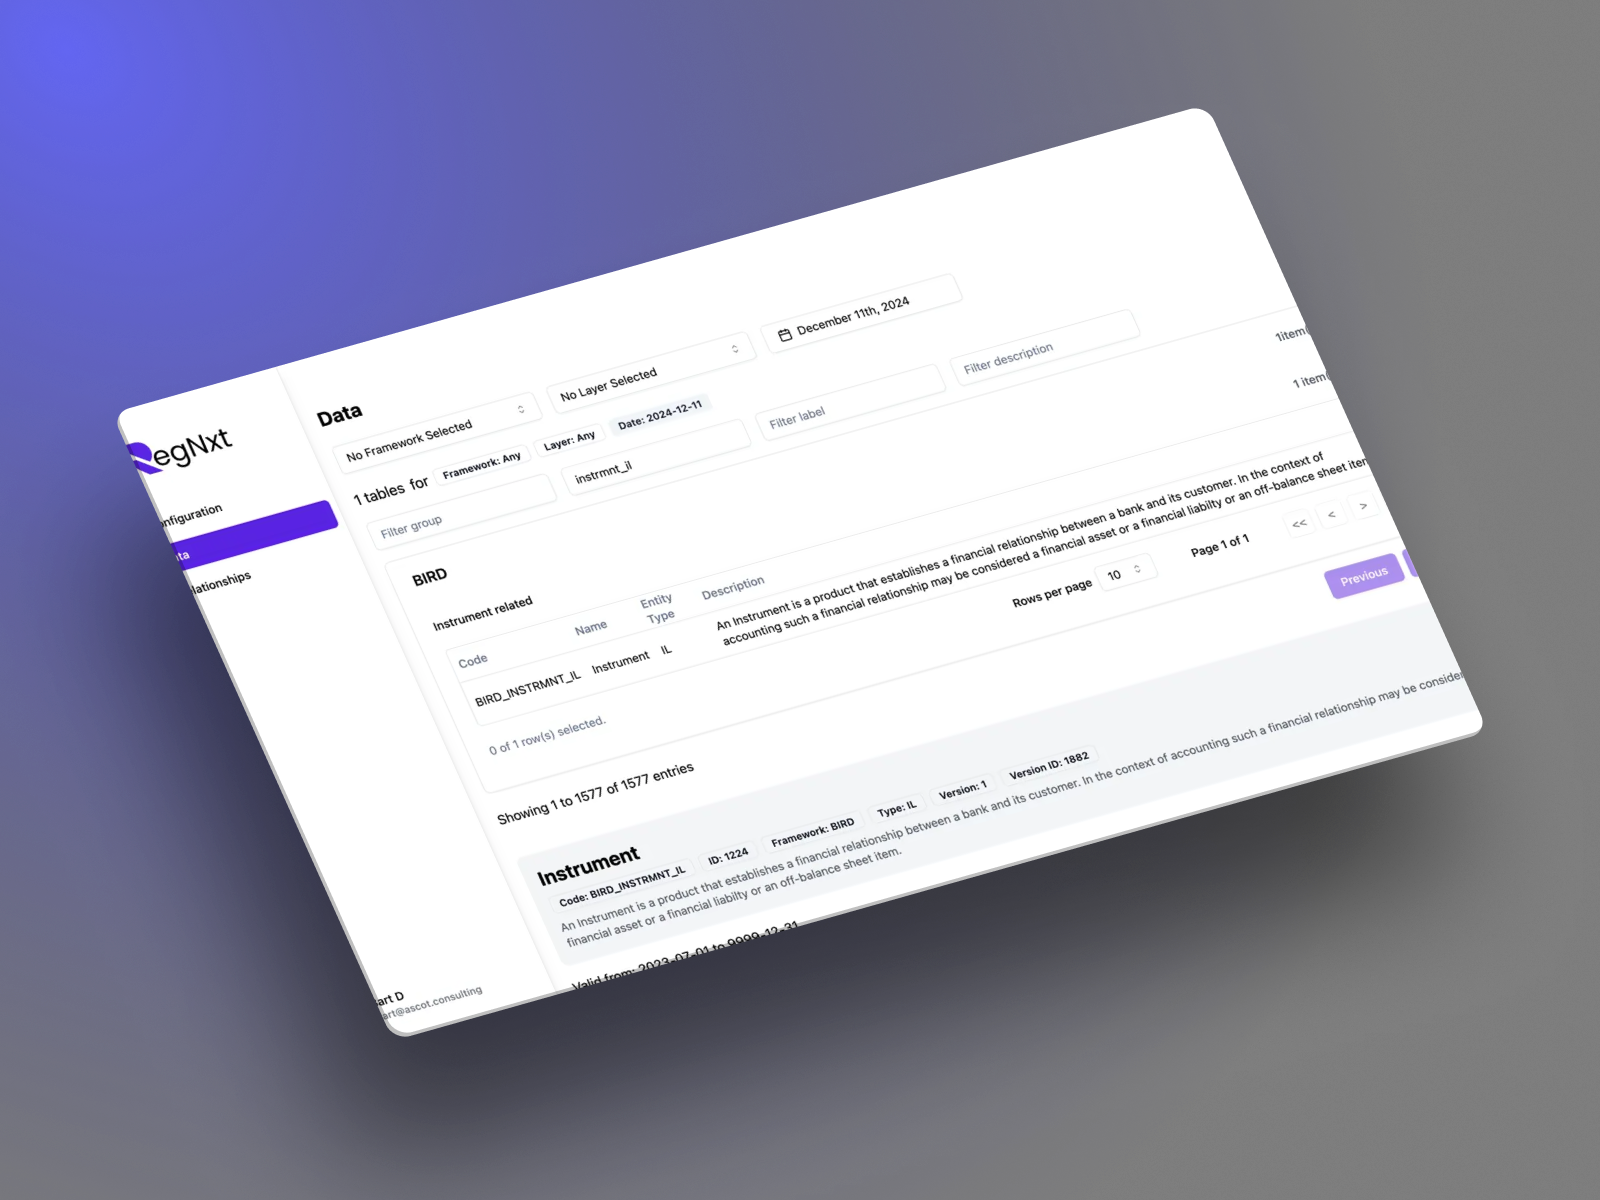 RegNxt
nfiguration
ta
lationships
art D
art@ascot.consulting
Data
No Framework Selected
No Layer Selected
December 11th, 2024
1 tables for
Framework: Any
Layer: Any
Date: 2024-12-11
Filter group
instrmnt_il
Filter label
Filter description
BIRD
1item(
Instrument related
1 item(
Code
Name
Entity
Type
Description
BIRD_INSTRMNT_IL
Instrument
IL
An Instrument is a product that establishes a financial relationship between a bank and its customer. In the context of
accounting such a financial relationship may be considered a financial asset or a financial liabilty or an off-balance sheet iter
0 of 1 row(s) selected.
Rows per page
10
Page 1 of 1
<<
<
>
Showing 1 to 1577 of 1577 entries
Previous
Instrument
Code: BIRD_INSTRMNT_IL
ID: 1224
Framework: BIRD
Type: IL
Version: 1
Version ID: 1882
An Instrument is a product that establishes a financial relationship between a bank and its customer. In the context of accounting such a financial relationship may be consider
financial asset or a financial liabilty or an off-balance sheet item.
Valid from: 2023-07-01 to 9999-12-31